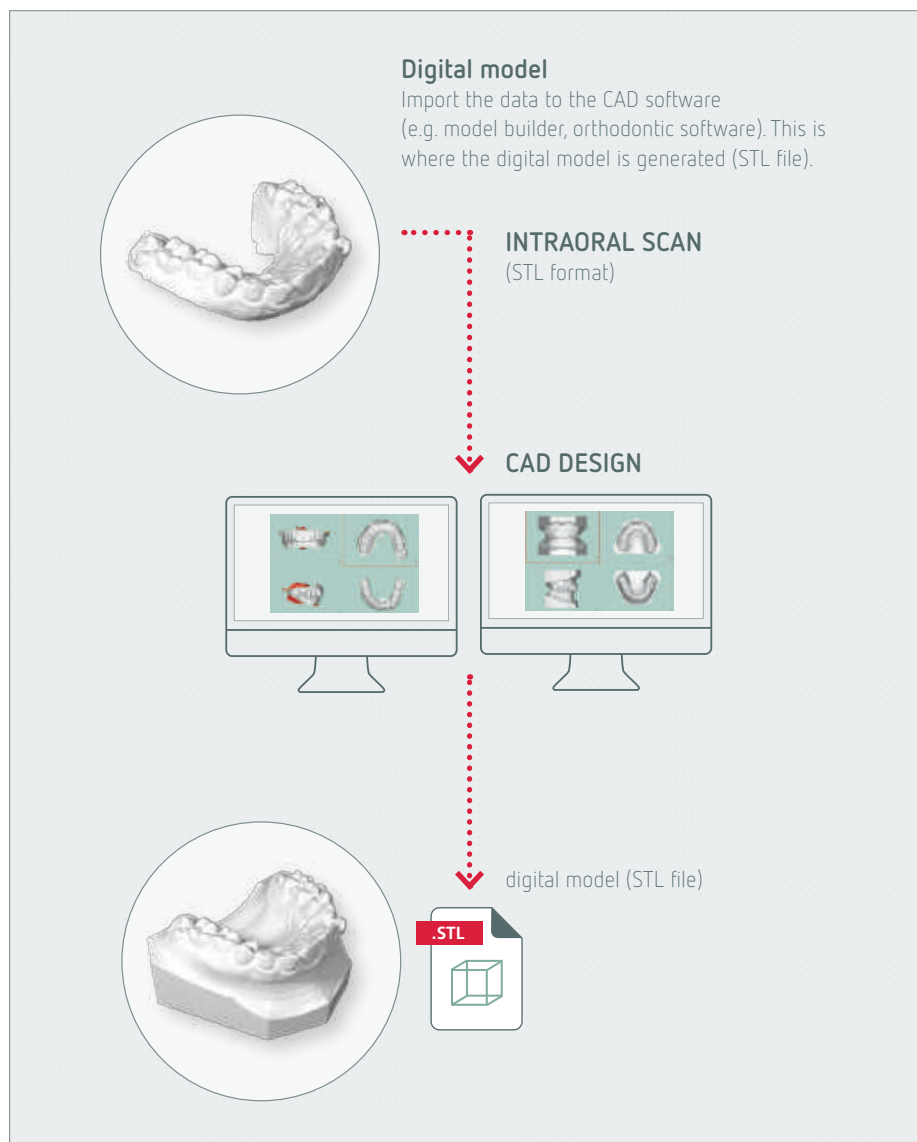 Digital model
Import the data to the CAD software
(e.g. model builder, orthodontic software). This is
where the digital model is generated (STL file).
INTRAORAL SCAN
(STL format)
CAD DESIGN
digital model (STL file)
.STL